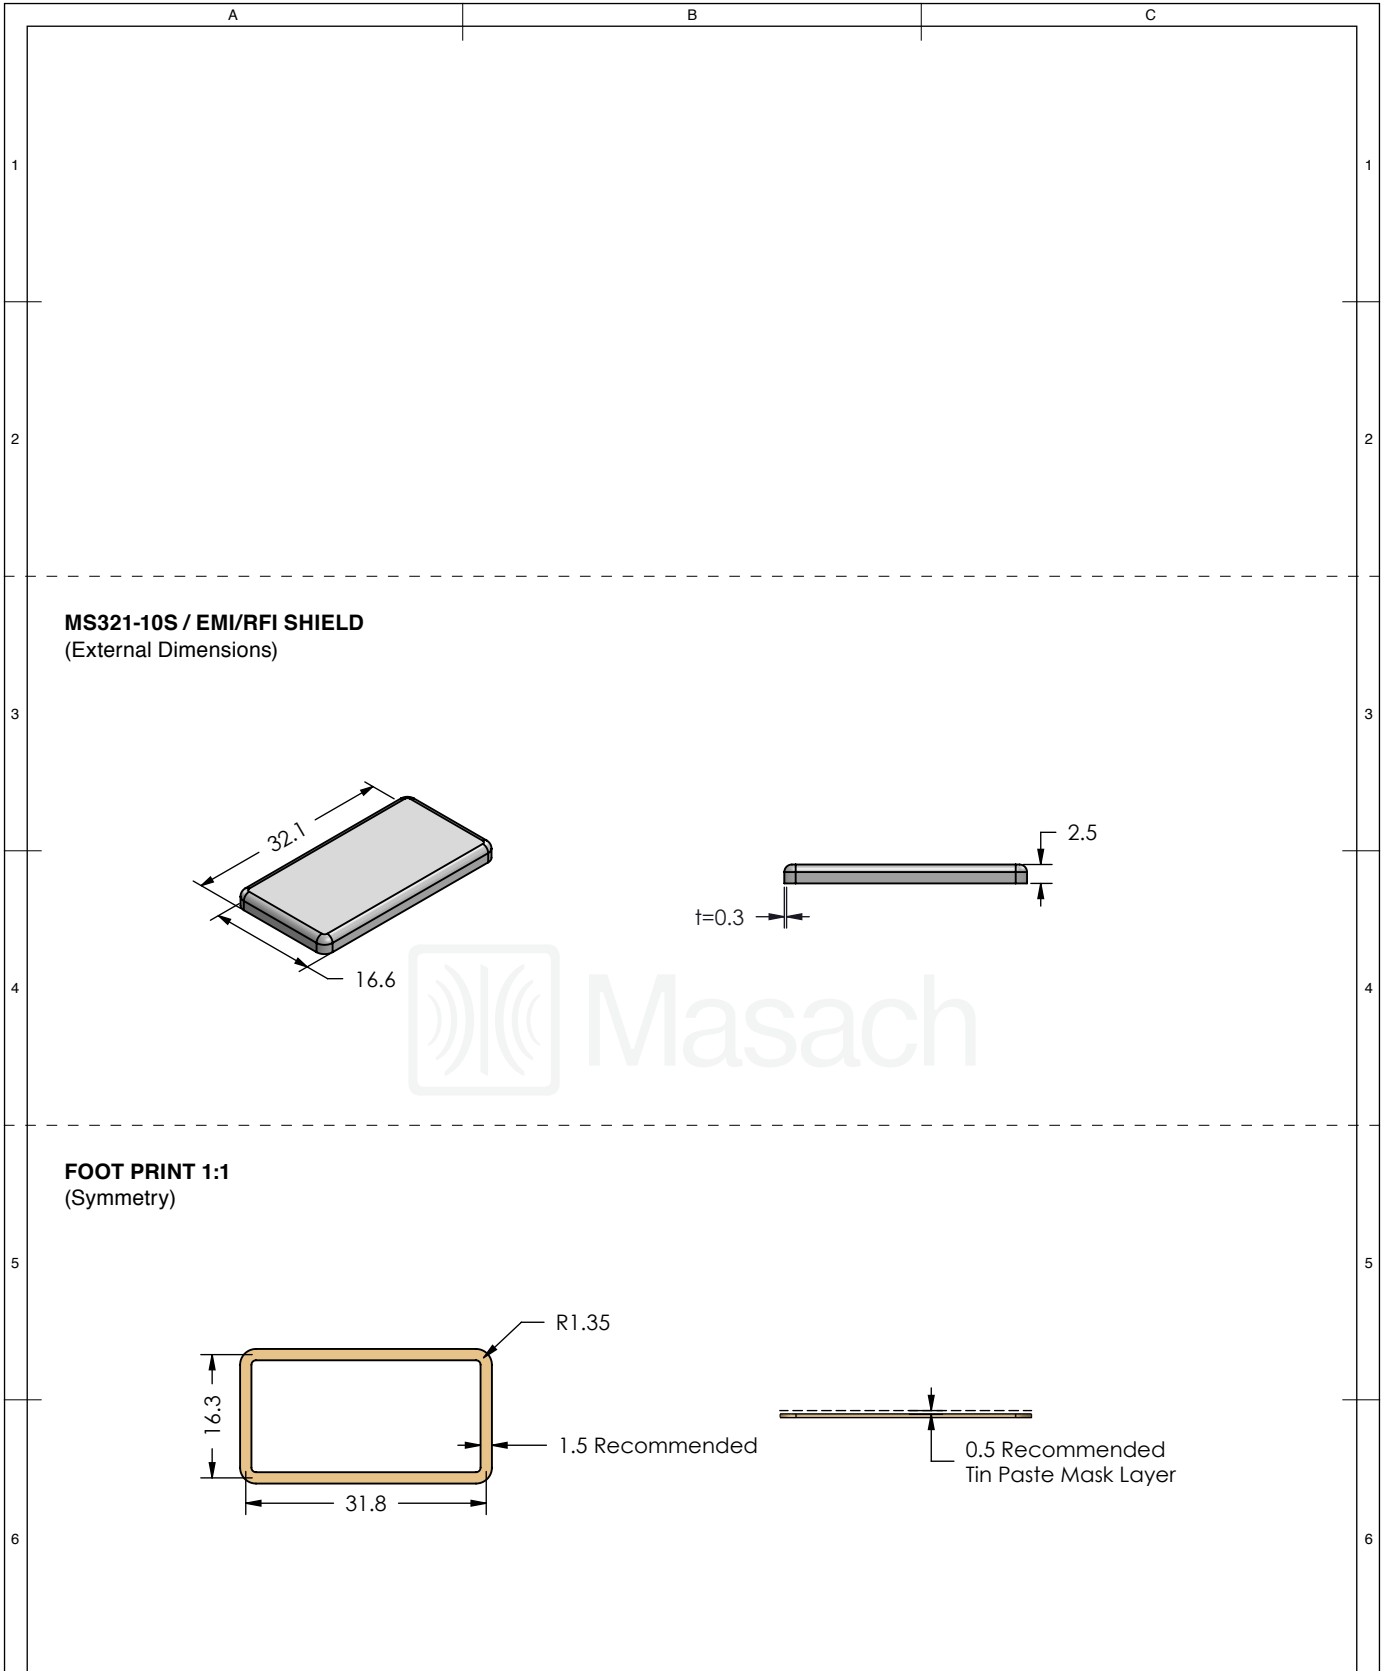 A B C
1 1
2 2
MS321-10S / EMI/RFI SHIELD
(External Dimensions)
3 3
32.1
2.5
t=0.3
16.6
4 4
Masach
FOOT PRINT 1:1
(Symmetry)
5 5
R1.35
16.3
1.5 Recommended
0.5 Recommended
Tin Paste Mask Layer
31.8
6 6